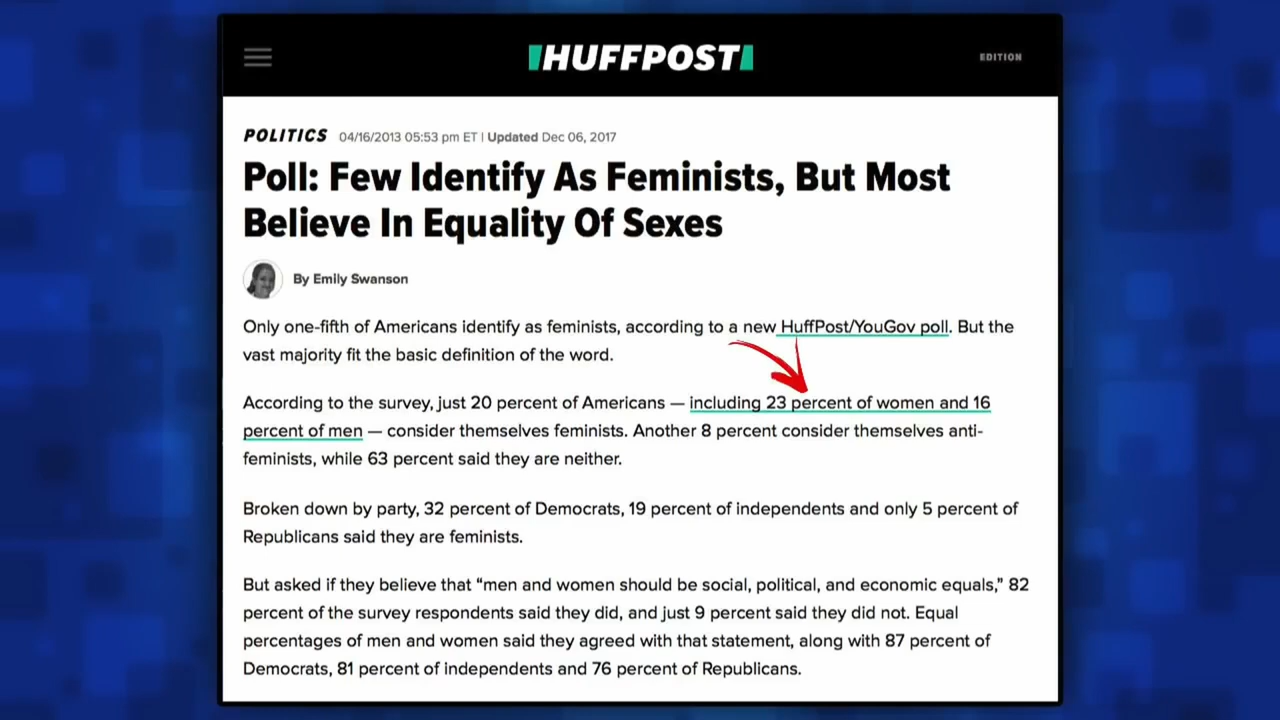 HUFFPOST
EDITION
POLITICS 04/16/2013 05:53 pm ET | Updated Dec 06, 2017
Poll: Few Identify As Feminists, But Most
Believe In Equality Of Sexes
By Emily Swanson
Only one-fifth of Americans identify as feminists, according to a new HuffPost/YouGov poll. But the
vast majority fit the basic definition of the word.
According to the survey, just 20 percent of Americans — including 23 percent of women and 16
percent of men — consider themselves feminists. Another 8 percent consider themselves anti-
feminists, while 63 percent said they are neither.
Broken down by party, 32 percent of Democrats, 19 percent of independents and only 5 percent of
Republicans said they are feminists.
But asked if they believe that “men and women should be social, political, and economic equals,” 82
percent of the survey respondents said they did, and just 9 percent said they did not. Equal
percentages of men and women said they agreed with that statement, along with 87 percent of
Democrats, 81 percent of independents and 76 percent of Republicans.